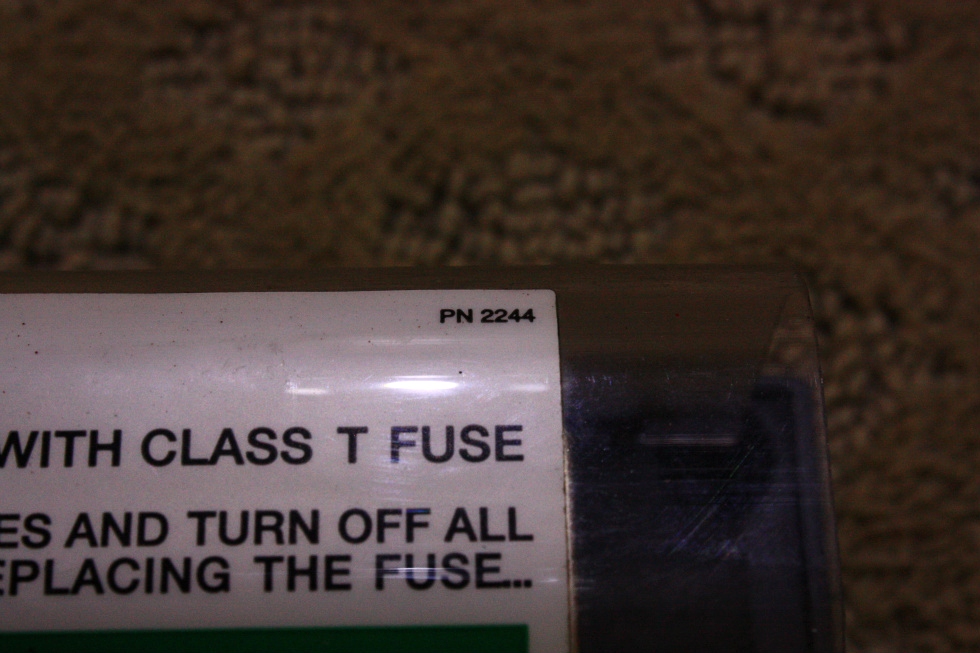 PN 2244
WITH CLASS T FUSE
ES AND TURN OFF ALL
EPLACING THE FUSE...